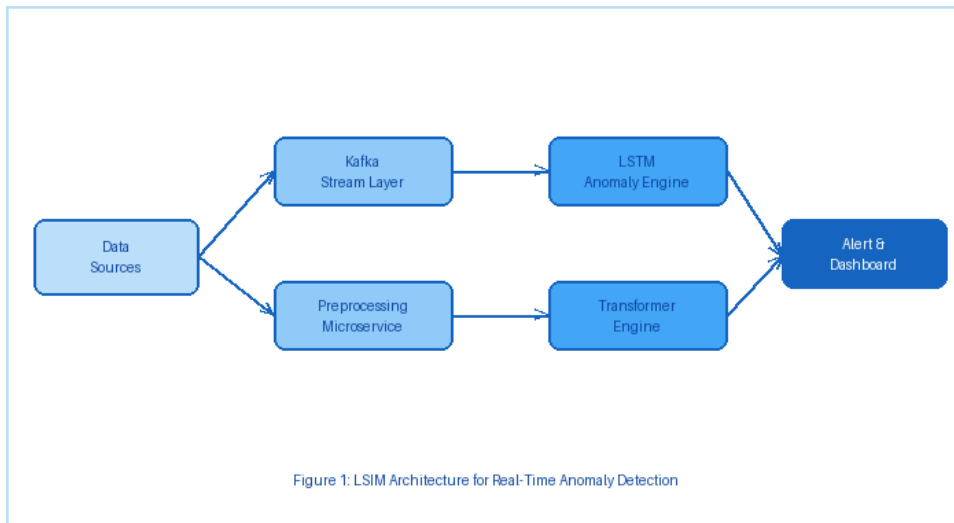 Kafka
Stream Layer
LSTM
Anomaly Engine
Data
Sources
Alert &
Dashboard
Preprocessing
Microservice
Transformer
Engine
Figure 1: LSIM Architecture for Real-Time Anomaly Detection